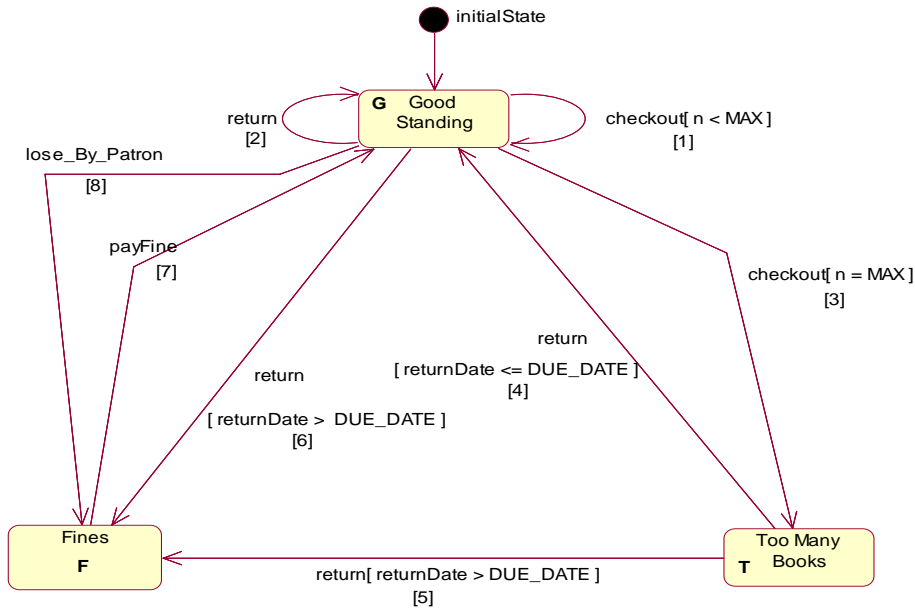 initialState
G Good
Standing
return
[2]
checkout[ n < MAX ]
[1]
lose_By_Patron
[8]
payFine
[7]
checkout[ n = MAX ]
[3]
return
[ returnDate <= DUE_DATE ]
[4]
return
[ returnDate > DUE_DATE ]
[6]
Fines
F
Too Many
Books
T
return[ returnDate > DUE_DATE ]
[5]